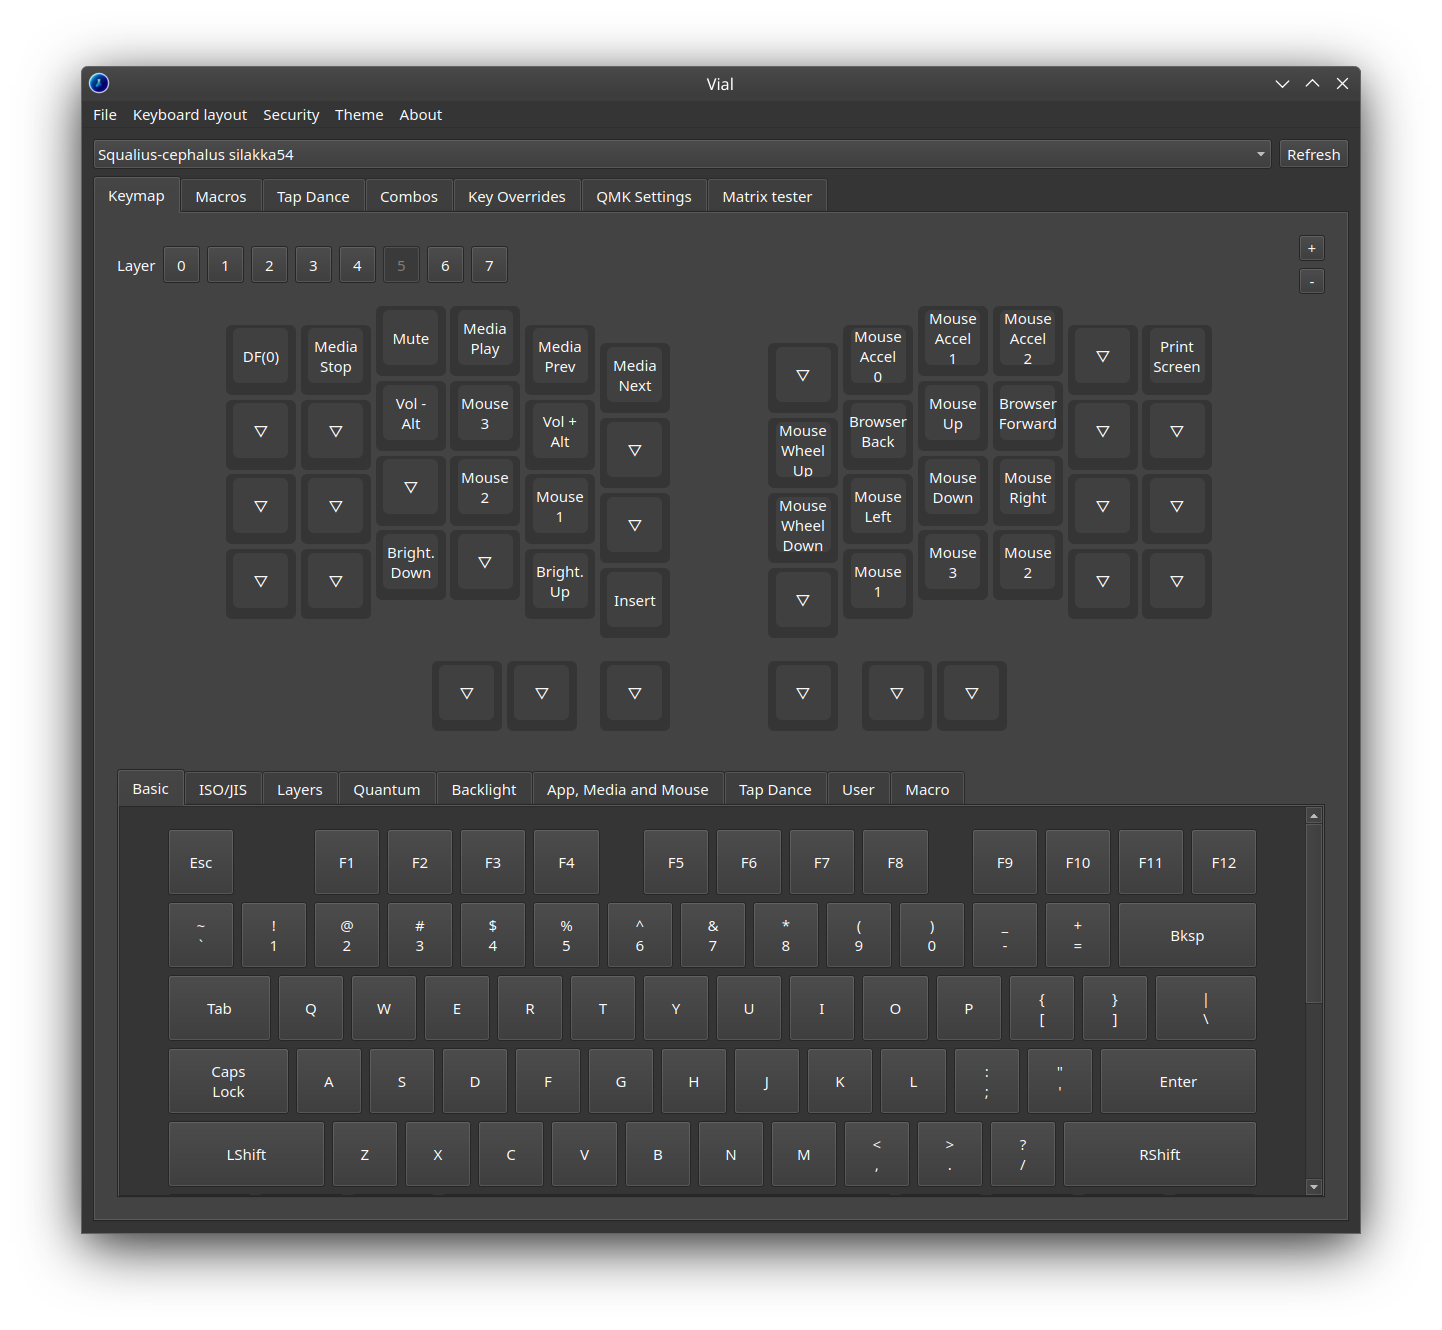 Vial
File Keyboard layout Security Theme About
Squalius-cephalus silakka54 Refresh
Keymap Macros Tap Dance Combos Key Overrides QMK Settings Matrix tester
+
Layer 0 1 2 3 4 5 6 7
-
DF(0) Media Stop Mute Media Play Media Prev Media Next
▽ Mouse Accel 0 Mouse Accel 1 Mouse Accel 2 ▽ Print Screen
▽ ▽ Vol - Alt Mouse 3 Vol + Alt ▽
Mouse Wheel Up Browser Back Mouse Up Browser Forward ▽ ▽
▽ ▽ ▽ Mouse 2 Mouse 1 ▽
Mouse Wheel Down Mouse Left Mouse Down Mouse Right ▽ ▽
▽ ▽ Bright. Down ▽ Bright. Up Insert
▽ Mouse 1 Mouse 3 Mouse 2 ▽ ▽
▽ ▽ ▽ ▽ ▽ ▽
Basic ISO/JIS Layers Quantum Backlight App, Media and Mouse Tap Dance User Macro
Esc F1 F2 F3 F4 F5 F6 F7 F8 F9 F10 F11 F12
~ ! @ # $ % ^ & * ( ) _ +
` 1 2 3 4 5 6 7 8 9 0 - = Bksp
Tab Q W E R T Y U I O P { [ } ] | \
Caps Lock A S D F G H J K L : ; " ' Enter
LShift Z X C V B N M < , > . ? / RShift